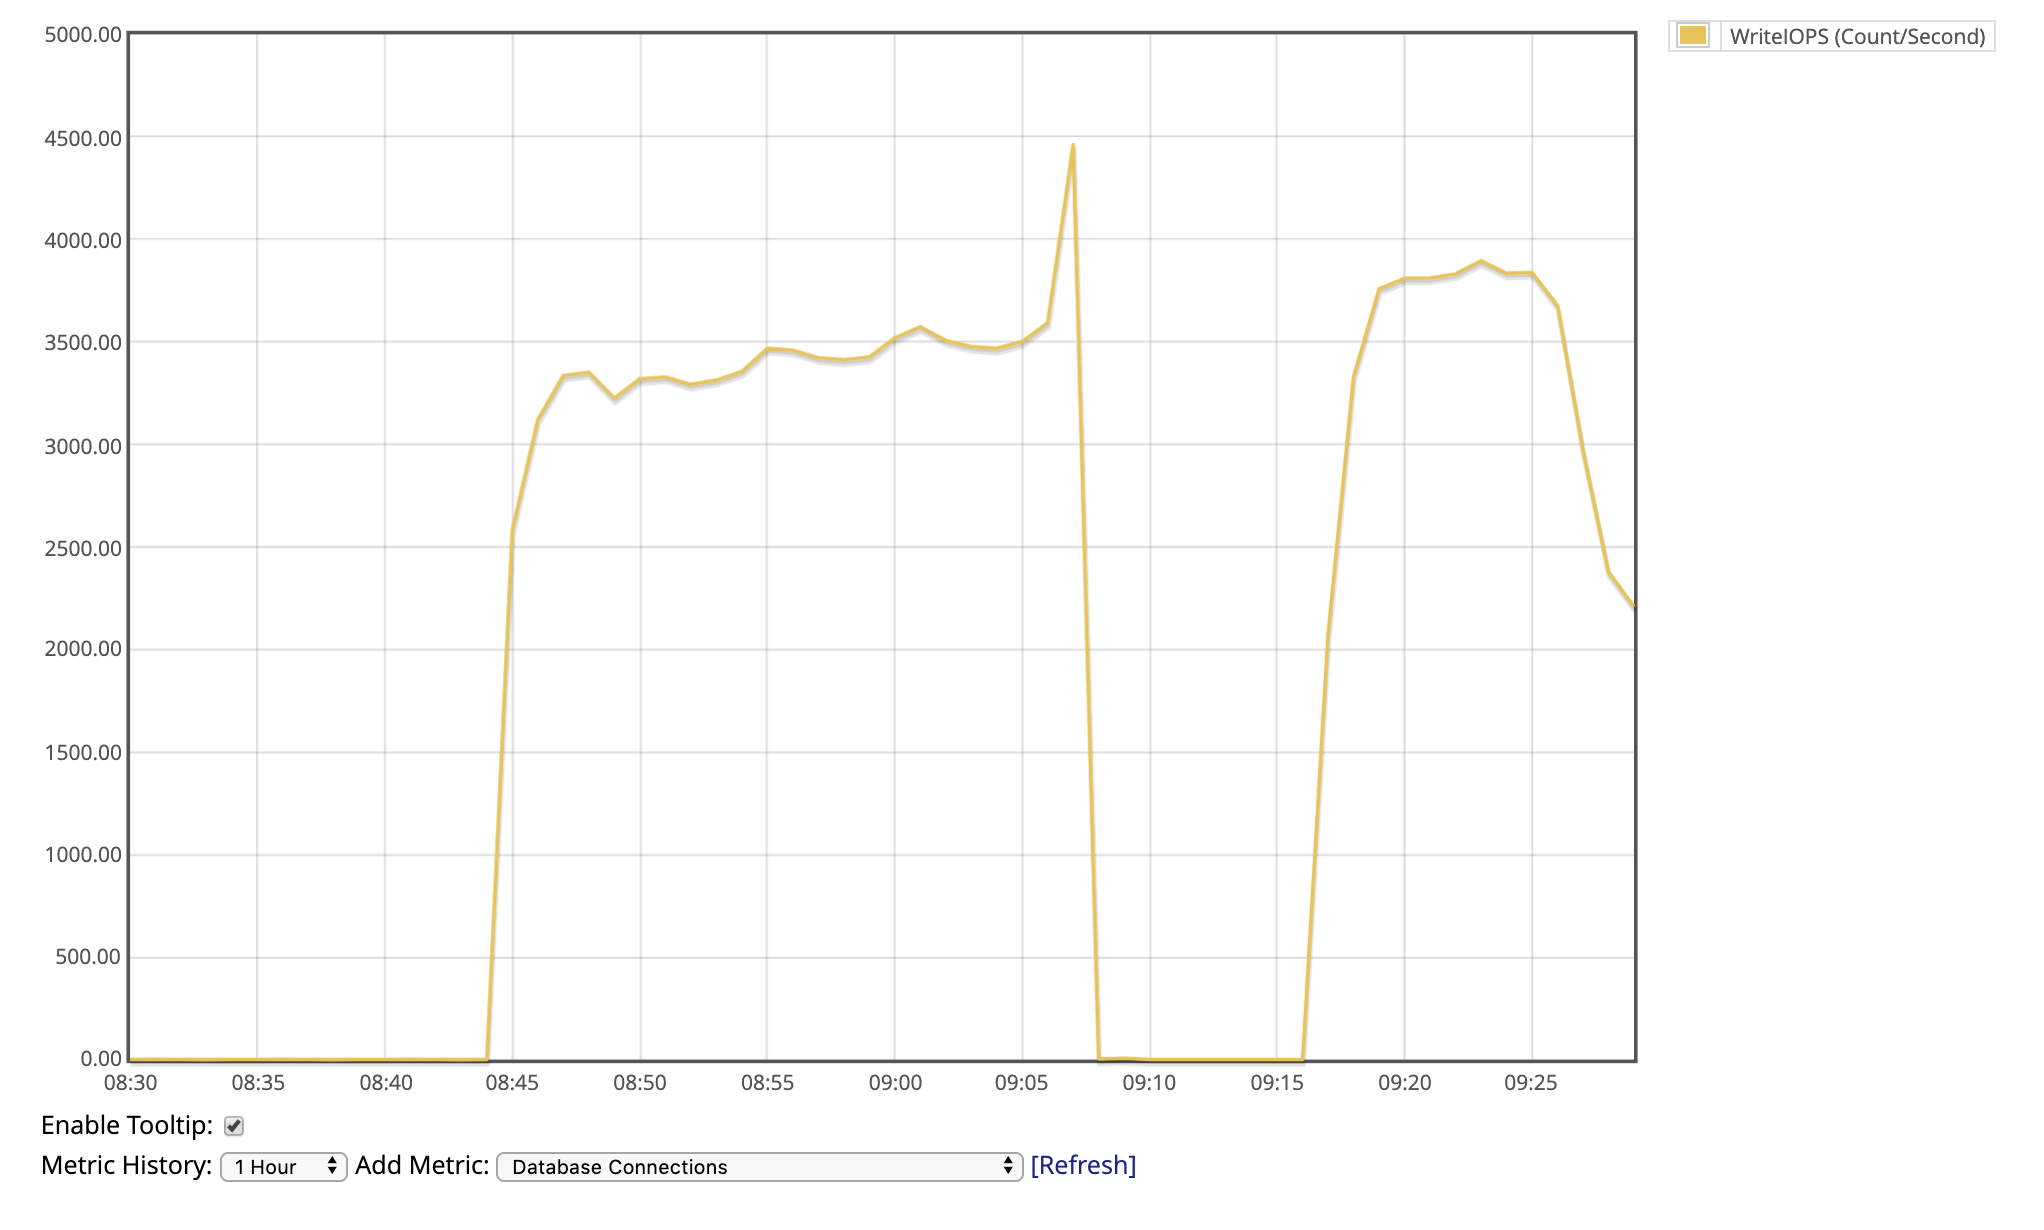 WriteIOPS (Count/Second)
5000.00
4500.00
4000.00
3500.00
3000.00
2500.00
2000.00
1500.00
1000.00
500.00
0.00
08:30 08:35 08:40 08:45 08:50 08:55 09:00 09:05 09:10 09:15 09:20 09:25
Enable Tooltip:
Metric History: 1 Hour Add Metric: Database Connections [Refresh]